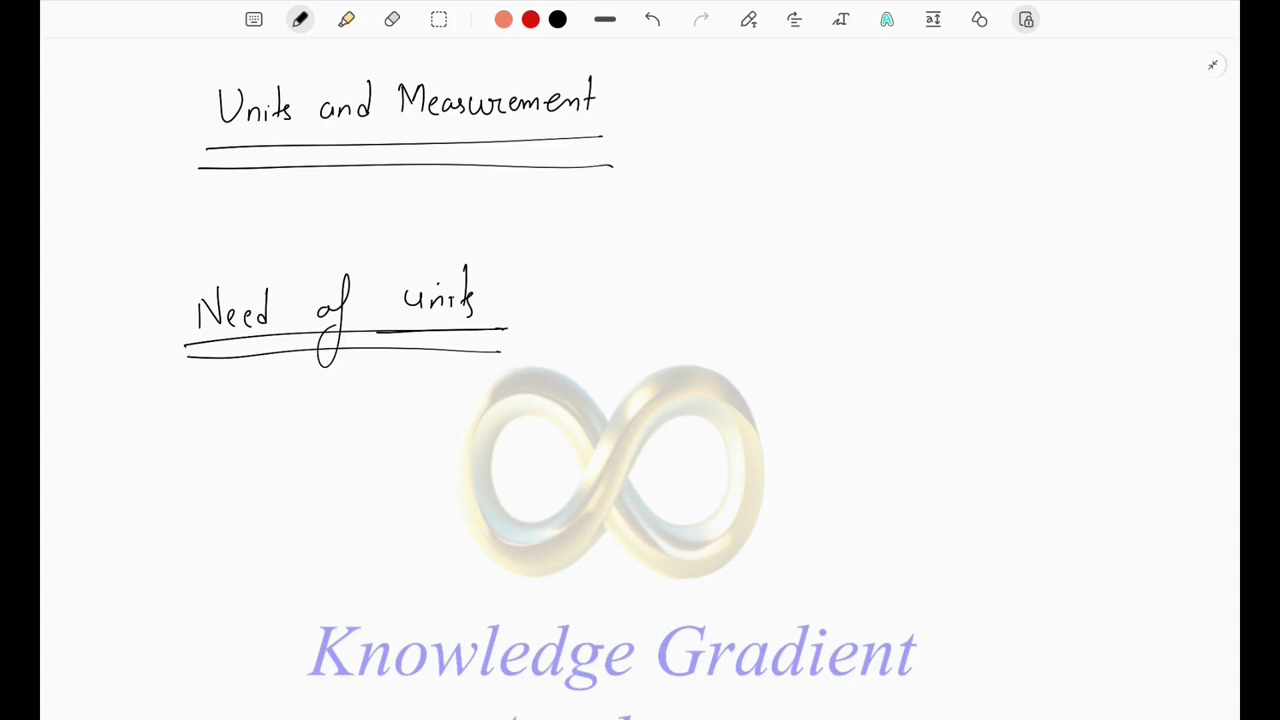 Units and Measurement
Need of units
Knowledge Gradient